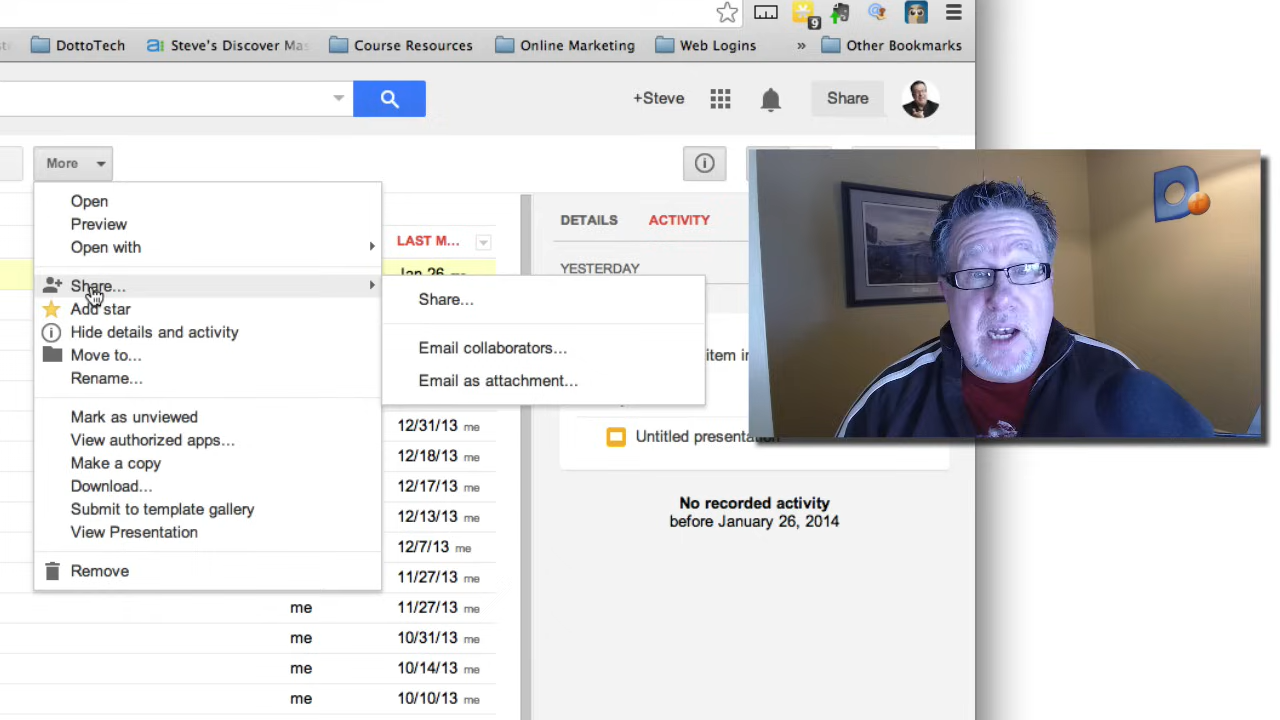 9
DottoTech
Steve's Discover Mas
Course Resources
Online Marketing
Web Logins
»
Other Bookmarks
+Steve
Share
More
Open
Preview
Open with
Share...
Add star
Hide details and activity
Move to...
Rename...
Mark as unviewed
View authorized apps...
Make a copy
Download...
Submit to template gallery
View Presentation
Remove
Share...
Email collaborators...
Email as attachment...
LAST M...
Jan 26 me
12/31/13 me
12/18/13 me
12/17/13 me
12/13/13 me
12/7/13 me
11/27/13 me
me 11/27/13 me
me 10/31/13 me
me 10/14/13 me
me 10/10/13 me
DETAILS ACTIVITY
YESTERDAY
item in
Untitled presentation
No recorded activity
before January 26, 2014
D